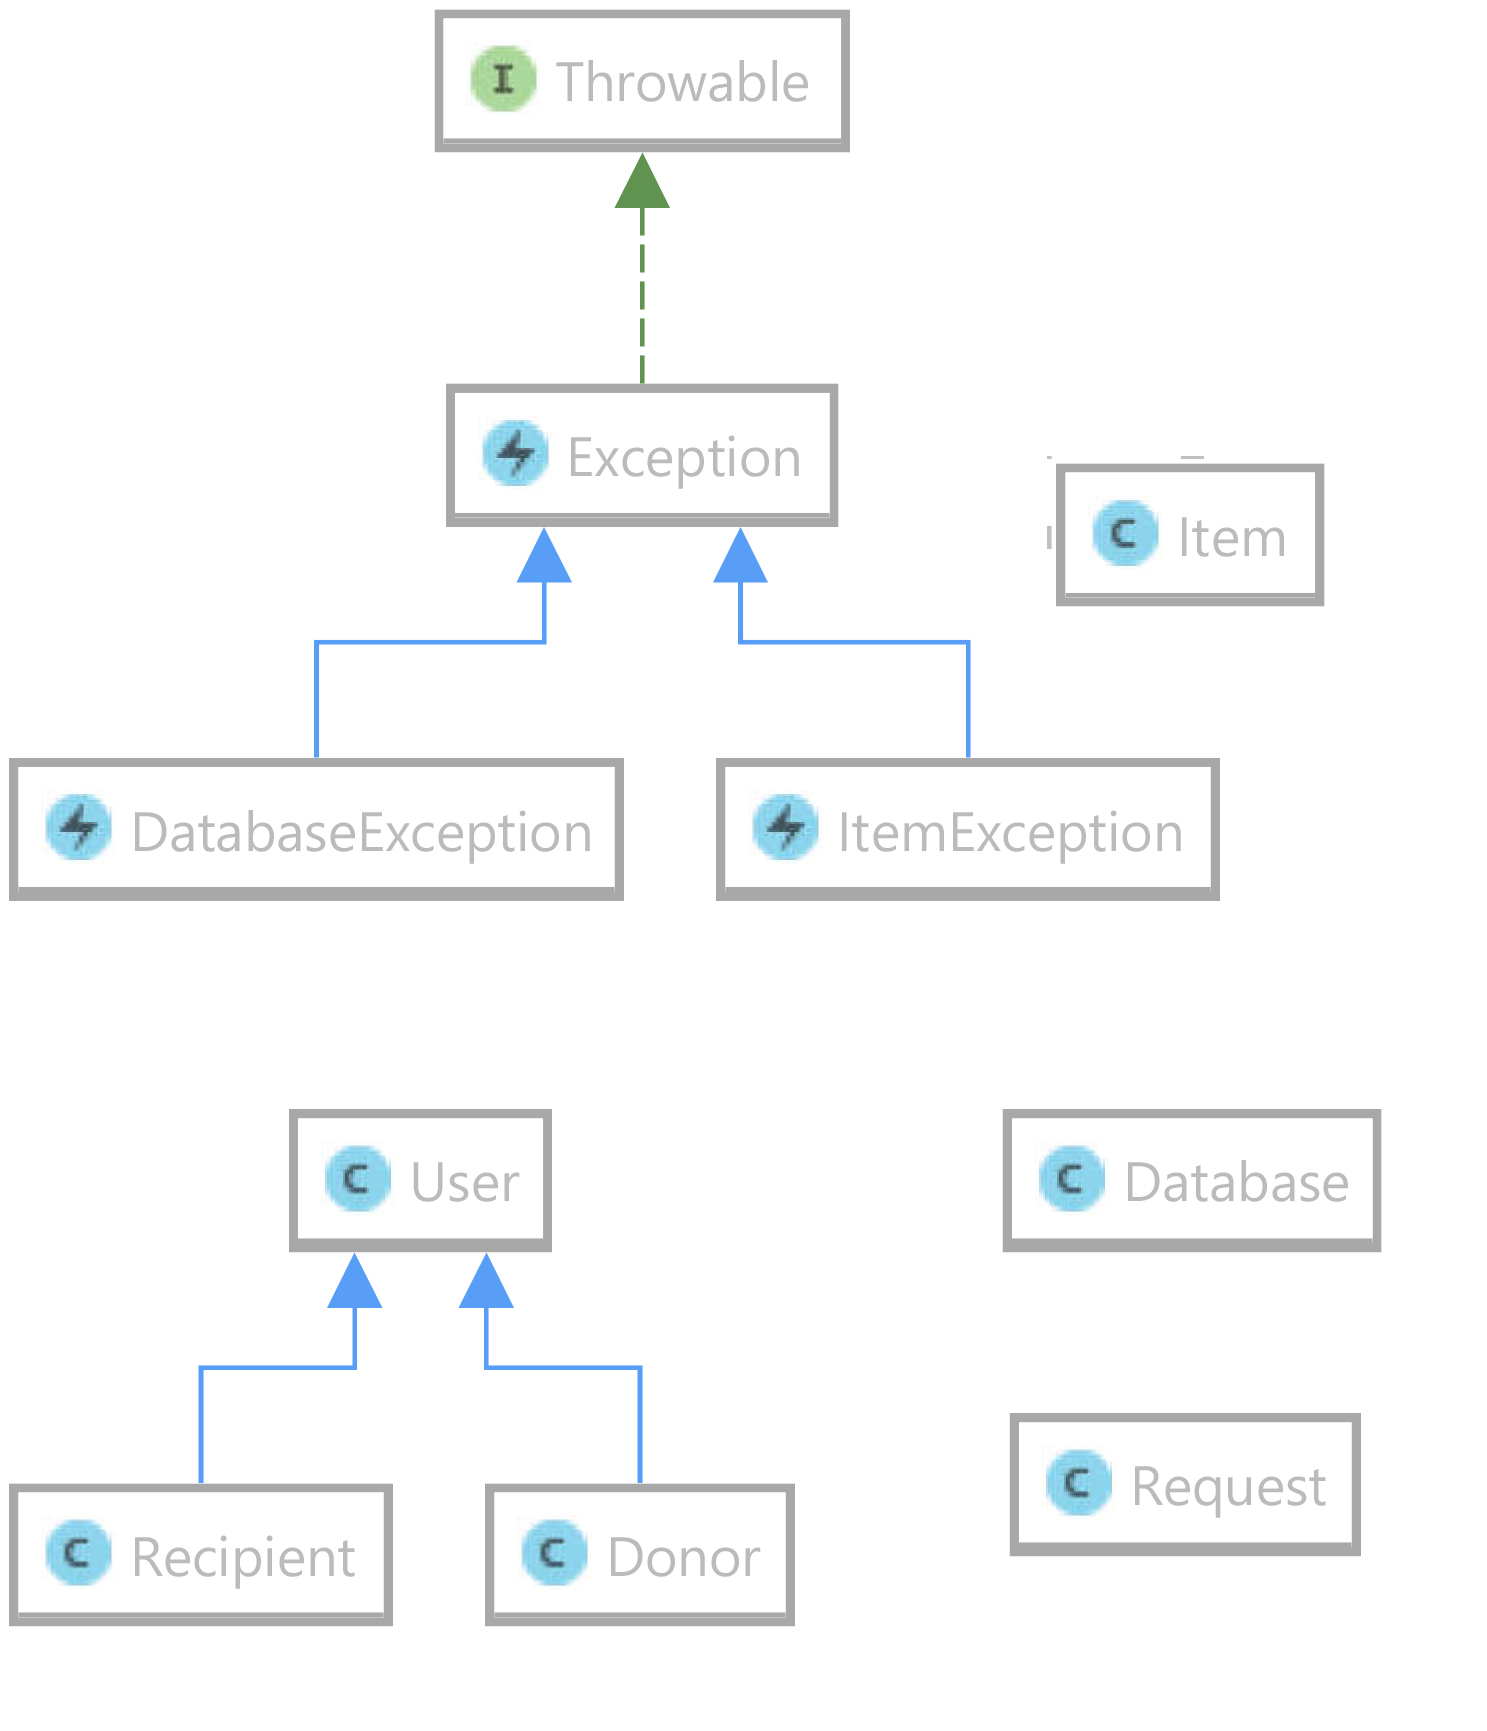 I Throwable
Exception
C Item
DatabaseException
ItemException
C User
C Database
C Request
C Recipient
C Donor